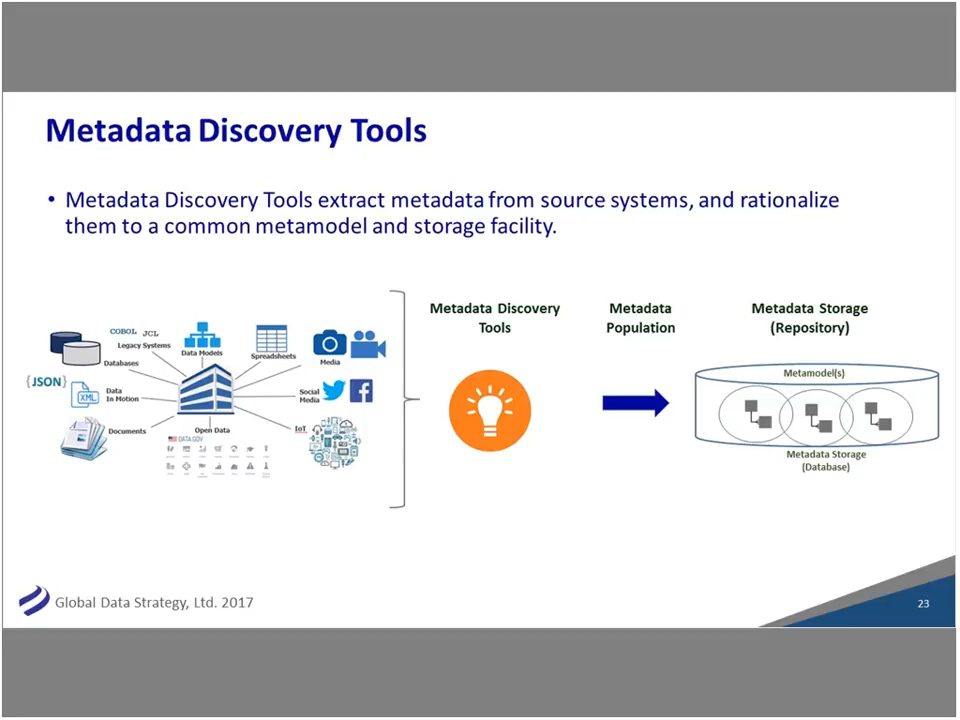 Metadata Discovery Tools
• Metadata Discovery Tools extract metadata from source systems, and rationalize
them to a common metamodel and storage facility.
COBOL JCL
Legacy Systems
Databases
Data Models
Spreadsheets
Media
{JSON}
XML
Data
In Motion
Social
Media
Documents
Open Data
DATA.GOV
IoT
Metadata Discovery
Tools
Metadata
Population
Metadata Storage
(Repository)
Metamodel(s)
Metadata Storage
(Database)
Global Data Strategy, Ltd. 2017
23